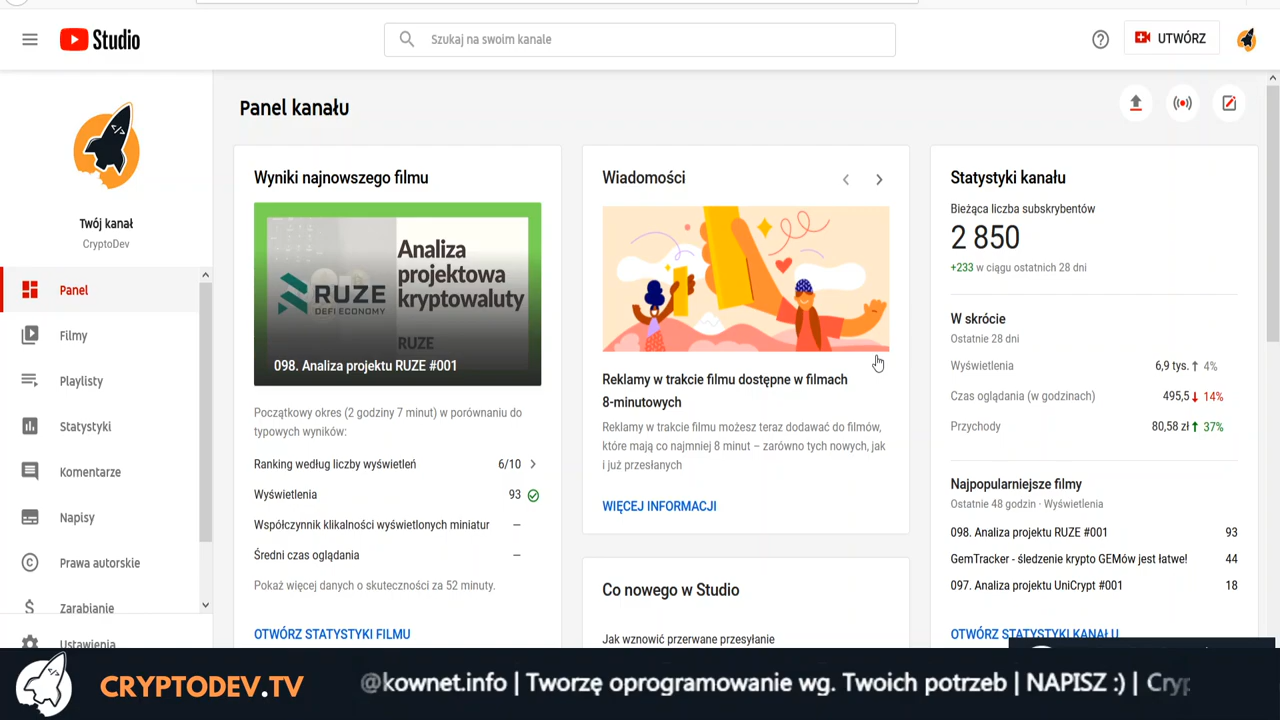 Studio
Szukaj na swoim kanale
UTWÓRZ
Twój kanał
CryptoDev
Panel
Filmy
Playlisty
Statystyki
Komentarze
Napisy
Prawa autorskie
Zarabianie
Ustawienia
Panel kanału
Wyniki najnowszego filmu
Analiza
projektowa
kryptowaluty
RUZE
DEFI ECONOMY
RUZE
098. Analiza projektu RUZE #001
Początkowy okres (2 godziny 7 minut) w porównaniu do
typowych wyników:
Ranking według liczby wyświetleń 6/10
Wyświetlenia 93
Współczynnik klikalności wyświetlonych miniatur –
Średni czas oglądania –
Pokaż więcej danych o skuteczności za 52 minuty.
OTWÓRZ STATYSTYKI FILMU
Wiadomości
Reklamy w trakcie filmu dostępne w filmach
8-minutowych
Reklamy w trakcie filmu możesz teraz dodawać do filmów,
które mają co najmniej 8 minut – zarówno tych nowych, jak
i już przesłanych
WIĘCEJ INFORMACJI
Co nowego w Studio
Jak wznowić przerwane przesyłanie
Statystyki kanału
Bieżąca liczba subskrybentów
2 850
+233 w ciągu ostatnich 28 dni
W skrócie
Ostatnie 28 dni
Wyświetlenia 6,9 tys. ↑ 4%
Czas oglądania (w godzinach) 495,5 ↓ 14%
Przychody 80,58 zł ↑ 37%
Najpopularniejsze filmy
Ostatnie 48 godzin · Wyświetlenia
098. Analiza projektu RUZE #001 93
GemTracker - śledzenie krypto GEMów jest łatwe! 44
097. Analiza projektu UniCrypt #001 18
OTWÓRZ STATYSTYKI KANAŁU
CRYPTODEV.TV
@kownet.info | Tworzę oprogramowanie wg. Twoich potrzeb | NAPISZ :) | Cryp